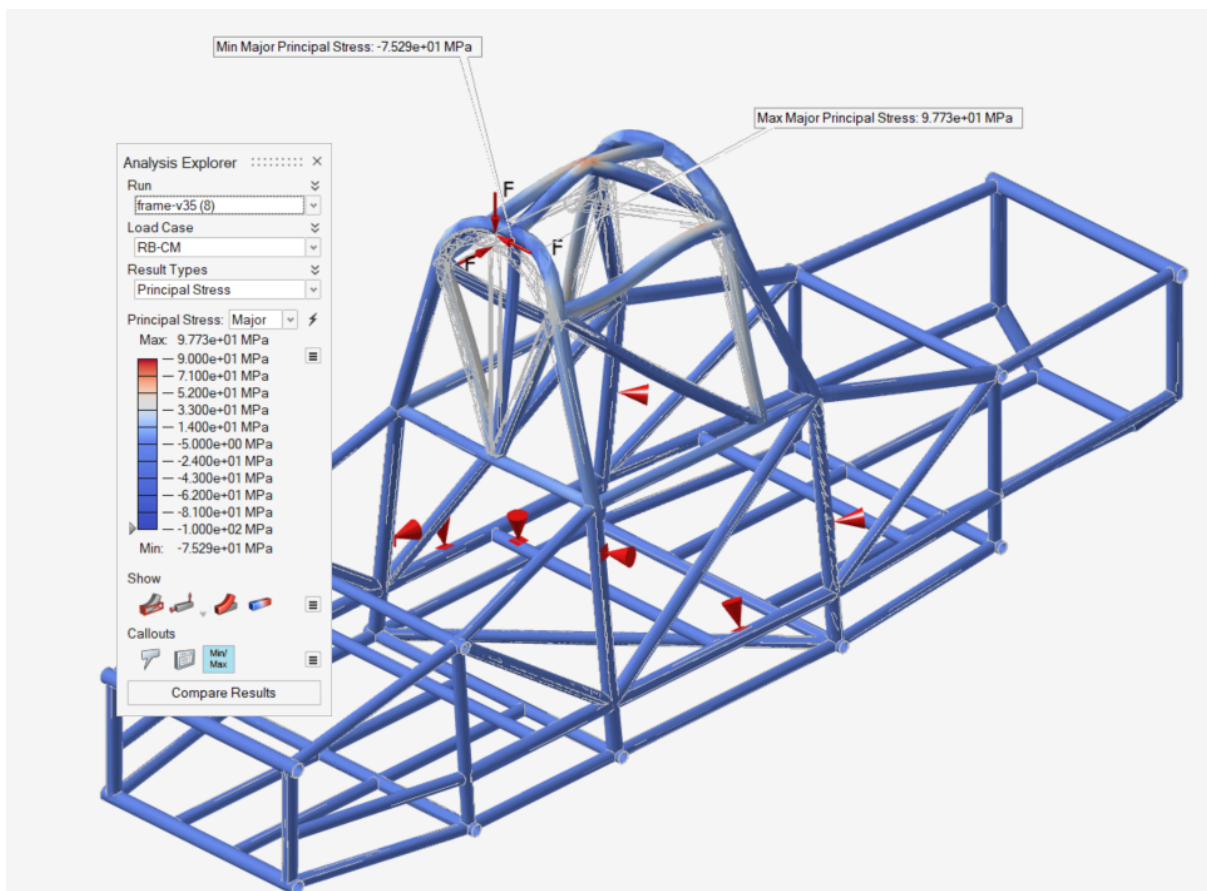 Min Major Principal Stress: -7.529e+01 MPa
Max Major Principal Stress: 9.773e+01 MPa
Analysis Explorer
Run
frame-v35 (8)
Load Case
RB-CM
Result Types
Principal Stress
Principal Stress: Major
Max: 9.773e+01 MPa
9.000e+01 MPa
7.100e+01 MPa
5.200e+01 MPa
3.300e+01 MPa
1.400e+01 MPa
-5.000e+00 MPa
-2.400e+01 MPa
-4.300e+01 MPa
-6.200e+01 MPa
-8.100e+01 MPa
-1.000e+02 MPa
Min: -7.529e+01 MPa
Show
Callouts
Min/
Max
Compare Results
F
F
F